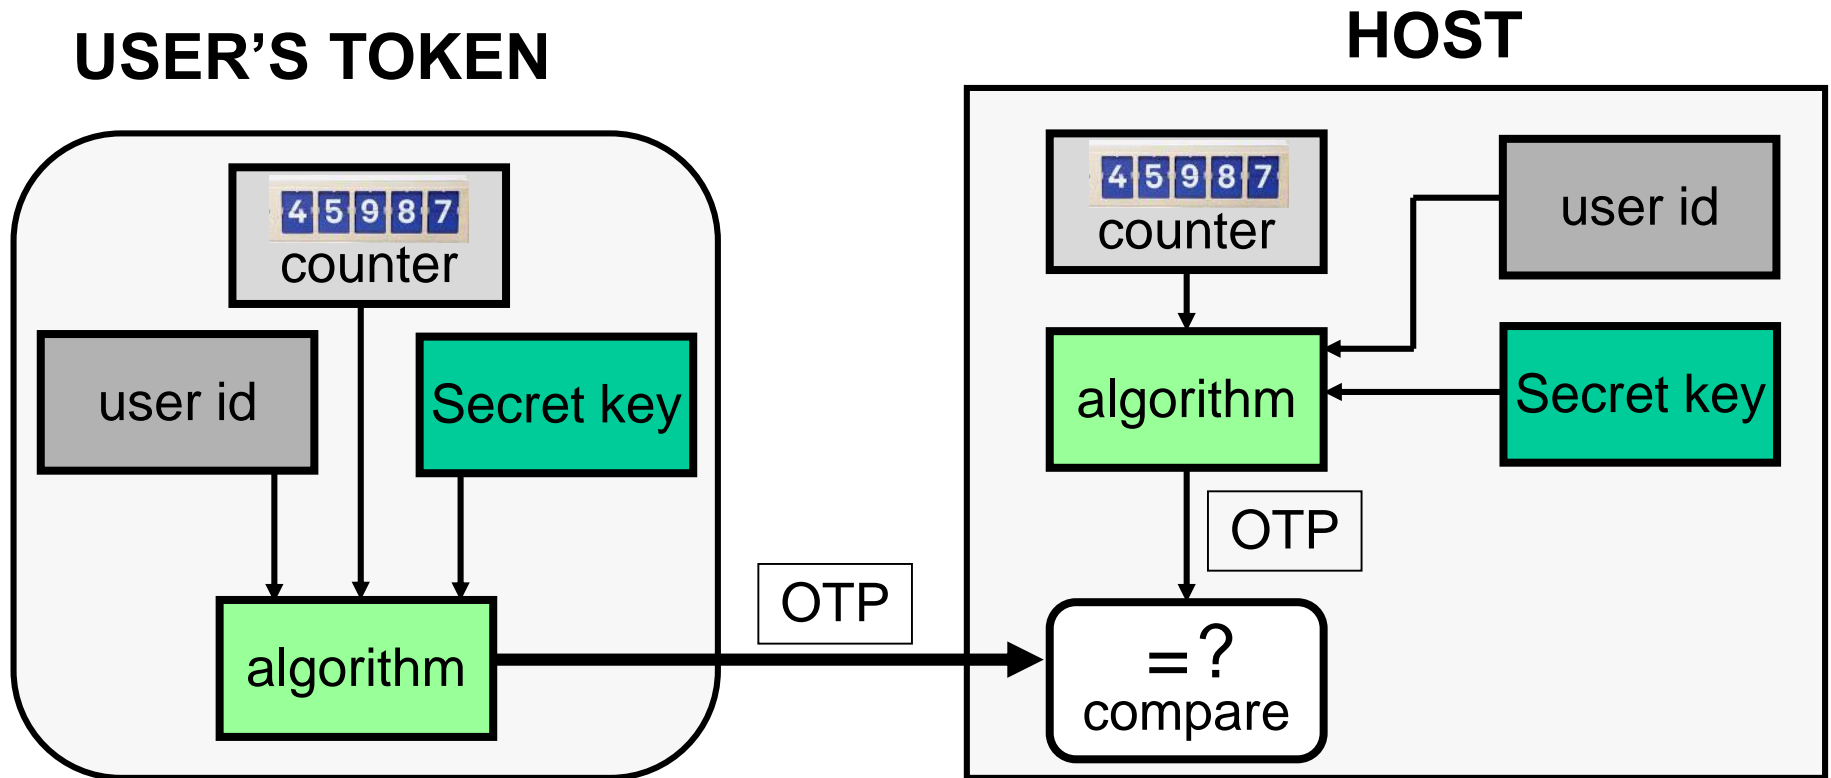 USER’S TOKEN
45987
counter
user id
Secret key
algorithm
OTP
HOST
45987
counter
user id
algorithm
Secret key
OTP
=?
compare